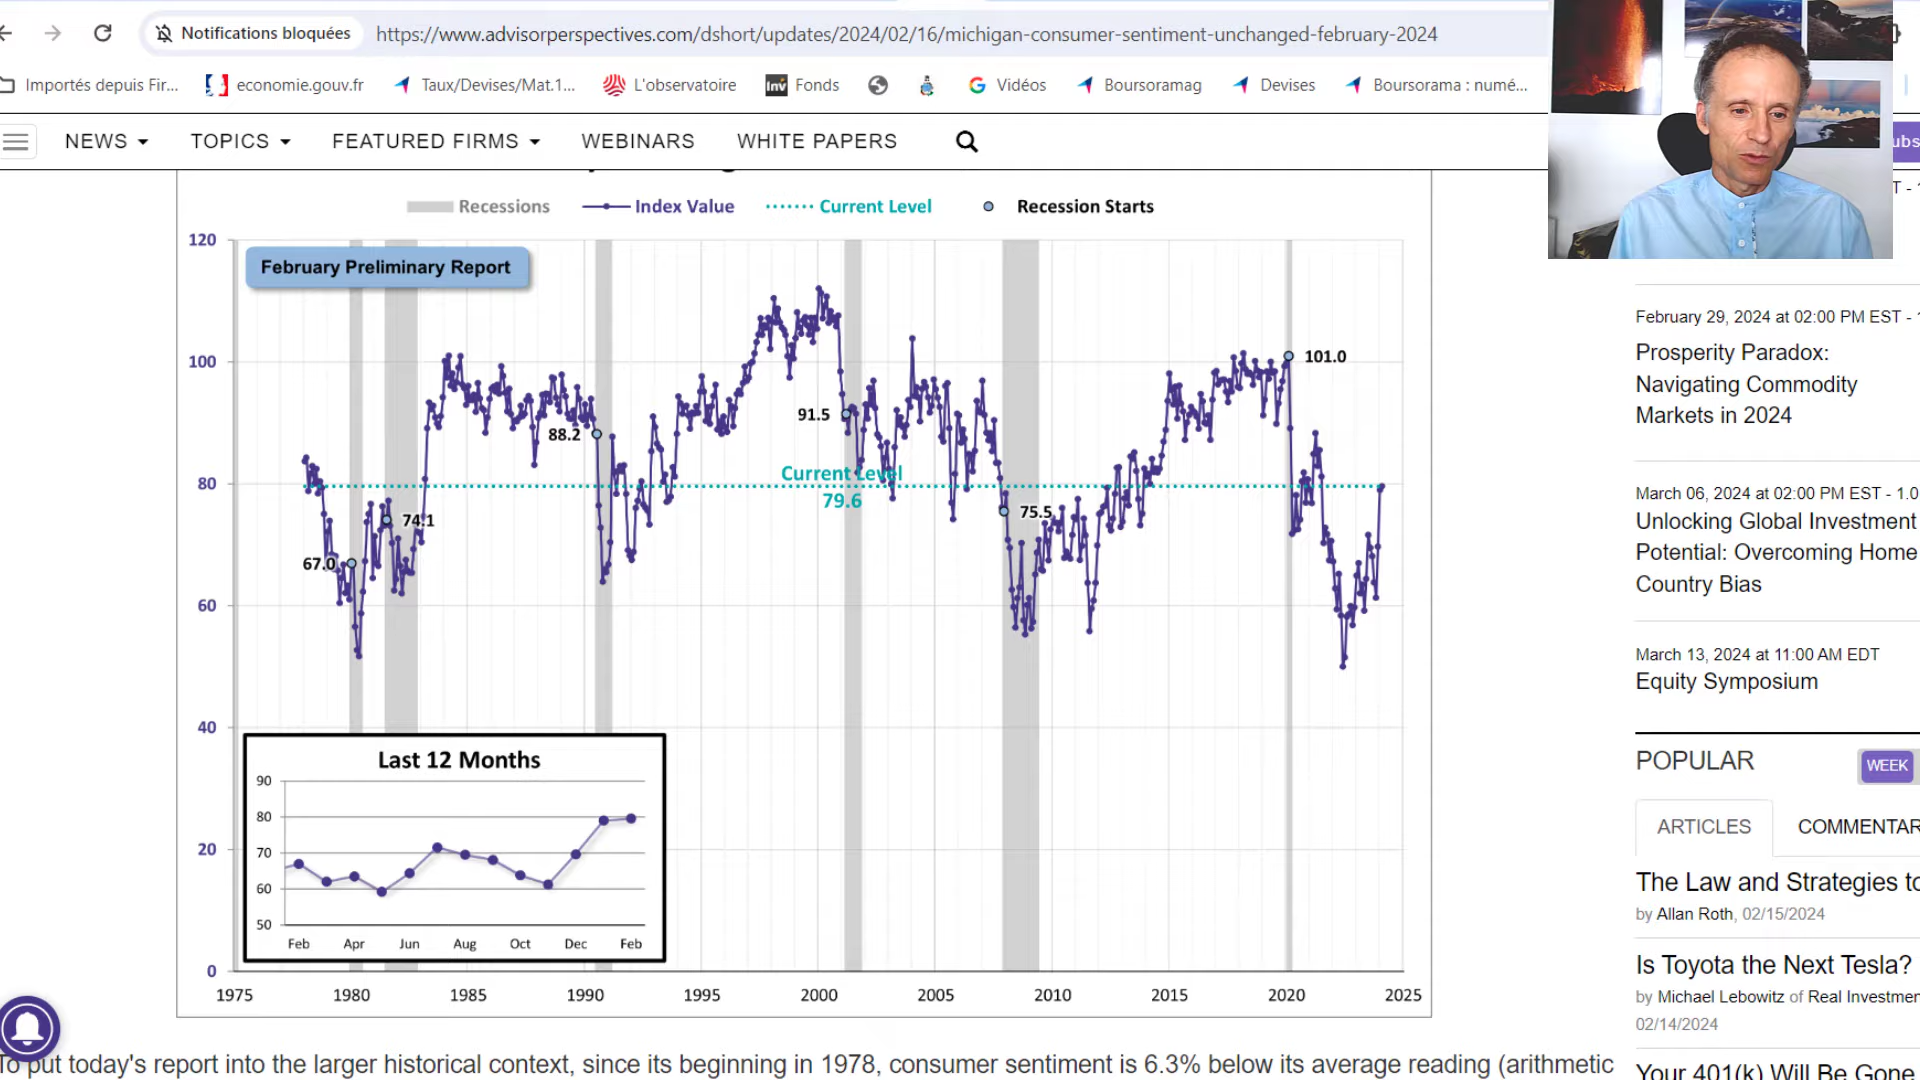 Notifications bloquées
https://www.advisorperspectives.com/dshort/updates/2024/02/16/michigan-consumer-sentiment-unchanged-february-2024
Importés depuis Fir...
economie.gouv.fr
Taux/Devises/Mat.1...
L'observatoire
Inv Fonds
Vidéos
Boursoramag
Devises
Boursorama : numé...
NEWS
TOPICS
FEATURED FIRMS
WEBINARS
WHITE PAPERS
ubs
T -
Recessions
Index Value
Current Level
Recession Starts
February Preliminary Report
120
100
80
60
40
20
0
67.0
74.1
88.2
91.5
75.5
101.0
Current Level
79.6
Last 12 Months
90
80
70
60
50
Feb Apr Jun Aug Oct Dec Feb
1975 1980 1985 1990 1995 2000 2005 2010 2015 2020 2025
To put today's report into the larger historical context, since its beginning in 1978, consumer sentiment is 6.3% below its average reading (arithmetic
February 29, 2024 at 02:00 PM EST -
Prosperity Paradox:
Navigating Commodity
Markets in 2024
March 06, 2024 at 02:00 PM EST - 1.0
Unlocking Global Investment
Potential: Overcoming Home
Country Bias
March 13, 2024 at 11:00 AM EDT
Equity Symposium
POPULAR
WEEK
ARTICLES
COMMENTAR
The Law and Strategies to
by Allan Roth, 02/15/2024
Is Toyota the Next Tesla?
by Michael Lebowitz of Real Investmen
02/14/2024
Your 401(k) Will Be Gone